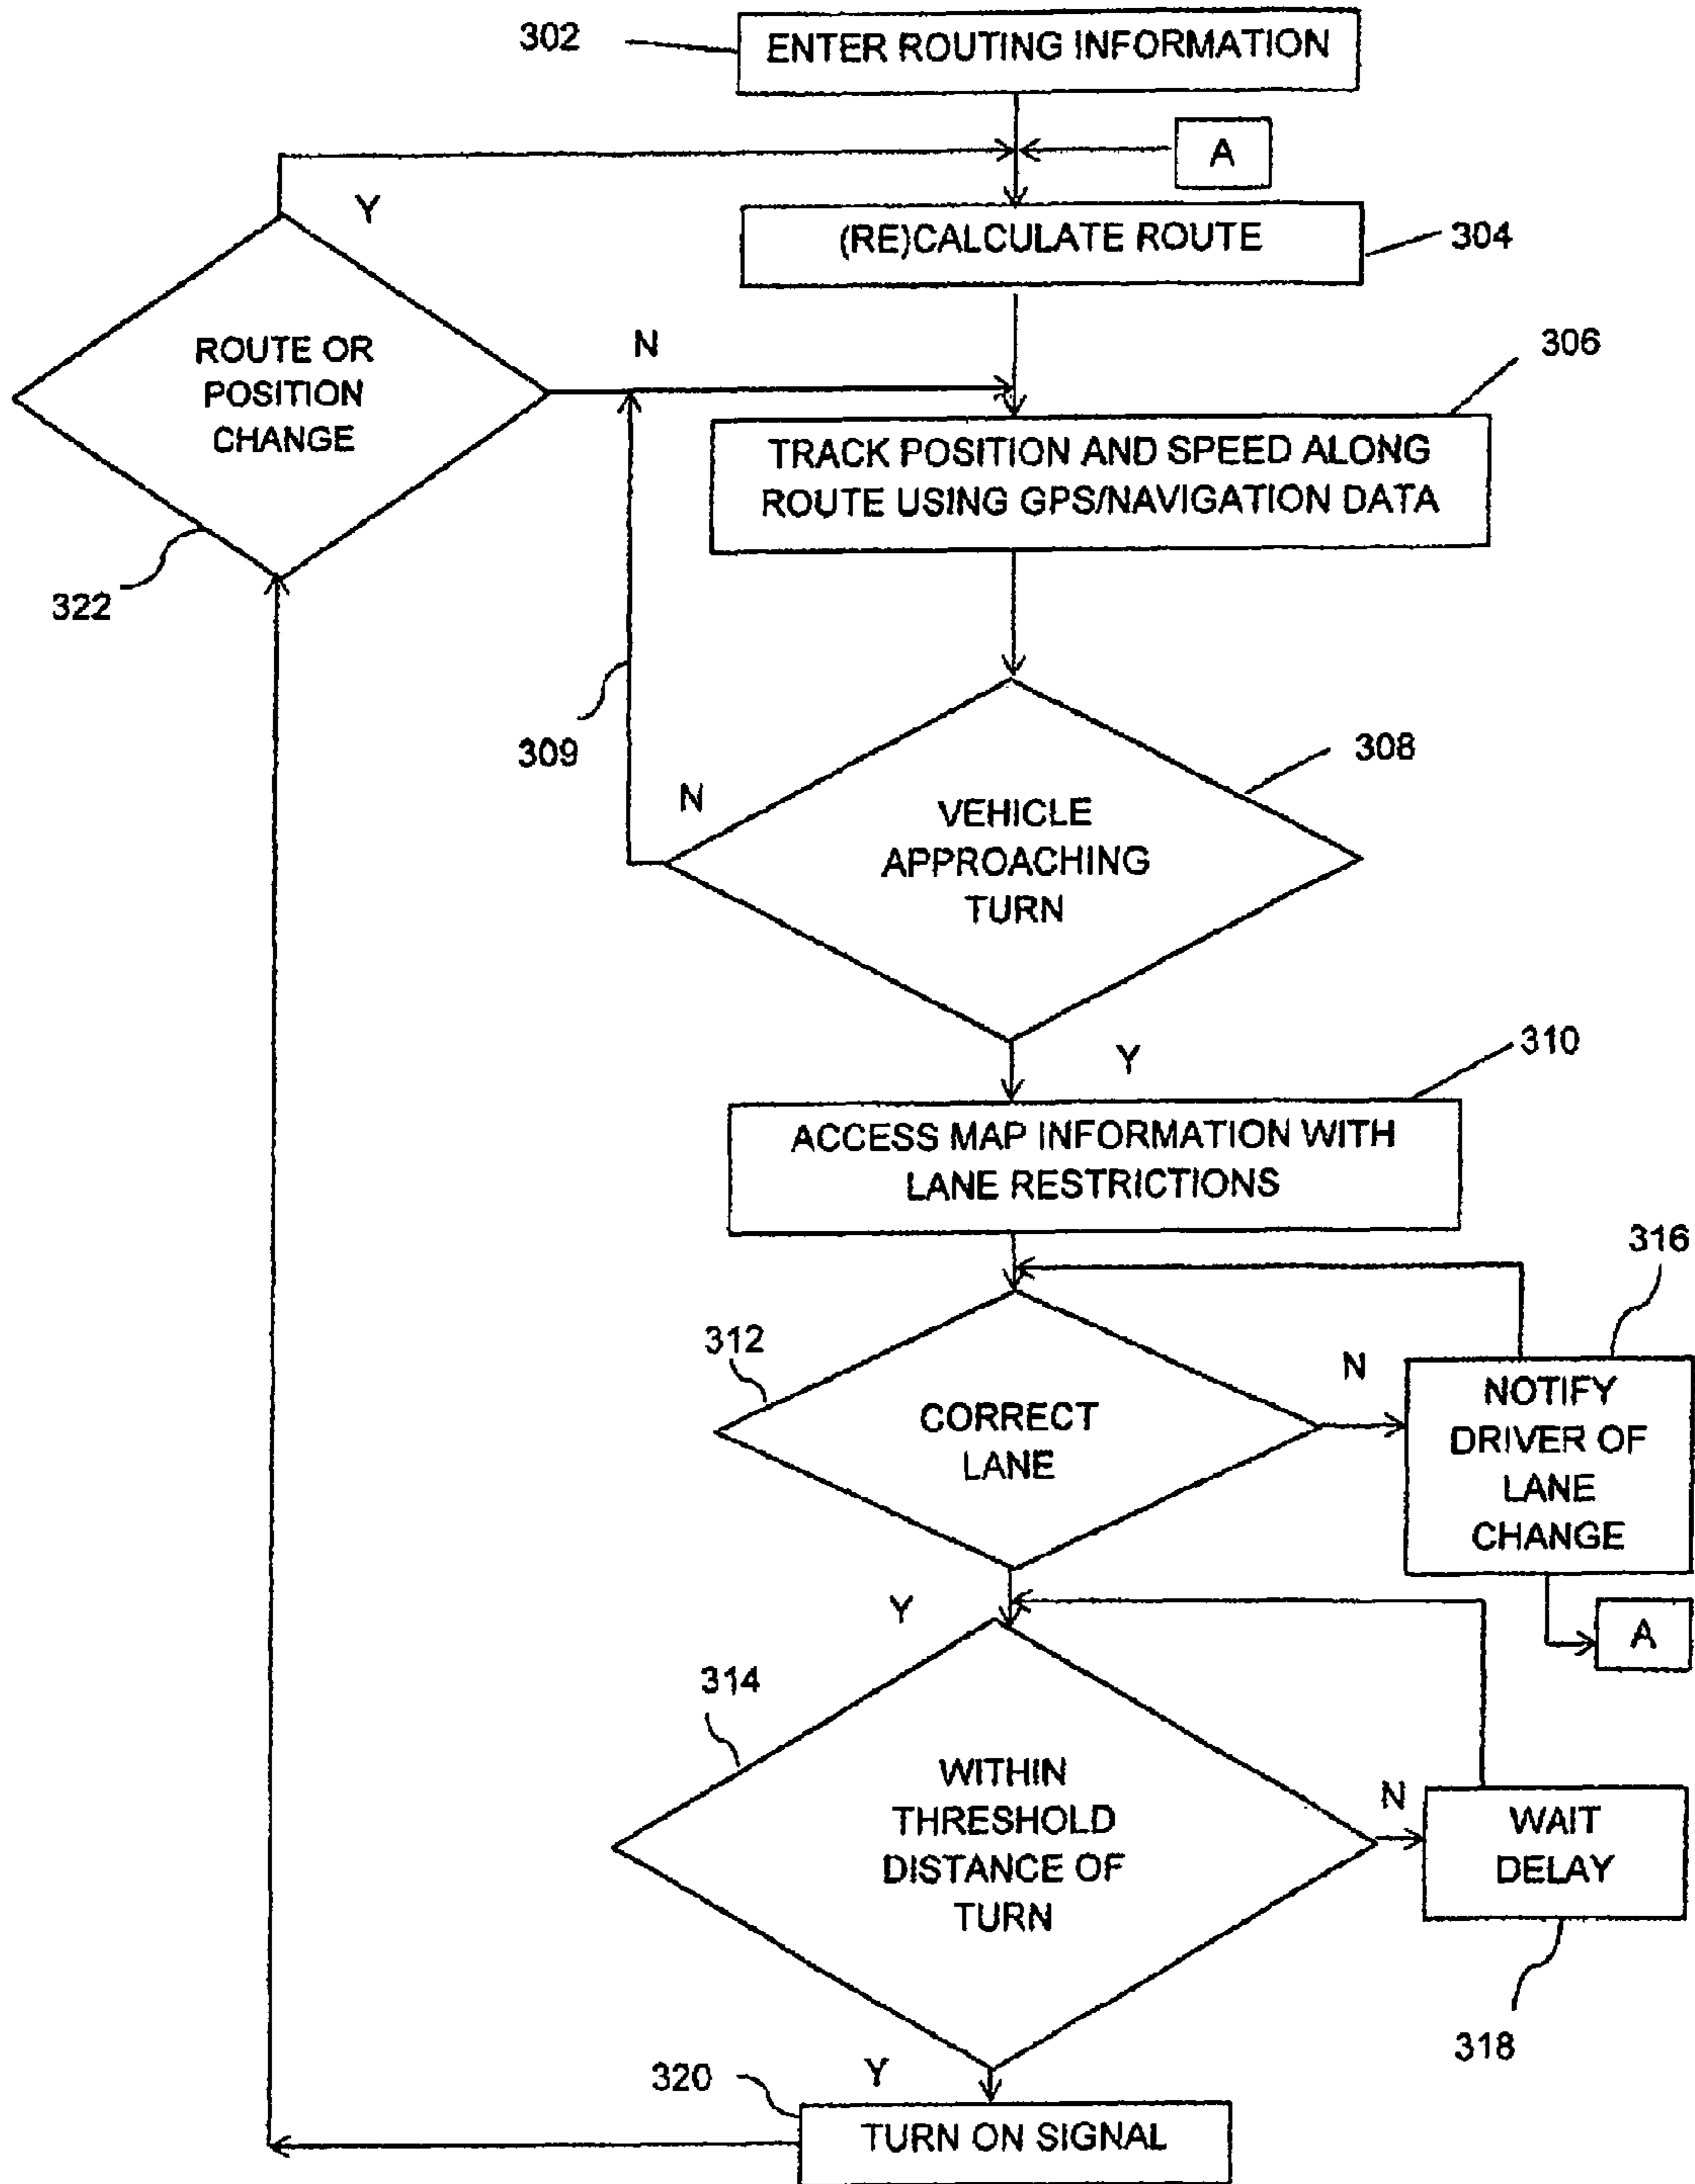 302
ENTER ROUTING INFORMATION
A
Y
(RE)CALCULATE ROUTE
304
ROUTE OR
POSITION
CHANGE
N
306
TRACK POSITION AND SPEED ALONG
ROUTE USING GPS/NAVIGATION DATA
322
309
308
N
VEHICLE
APPROACHING
TURN
Y
310
ACCESS MAP INFORMATION WITH
LANE RESTRICTIONS
316
312
N
CORRECT
LANE
NOTIFY
DRIVER OF
LANE
CHANGE
Y
A
314
WITHIN
THRESHOLD
DISTANCE OF
TURN
N
WAIT
DELAY
318
320
Y
TURN ON SIGNAL